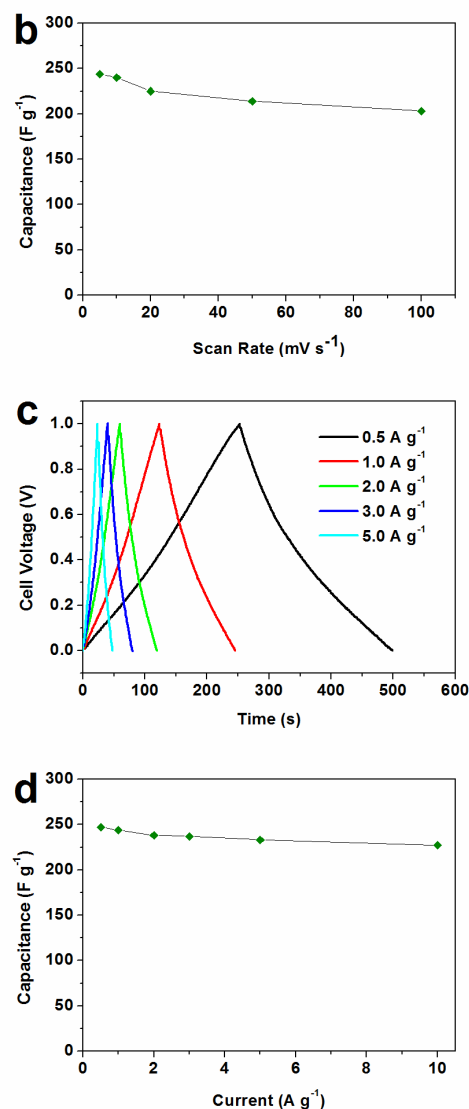 b
300
250
200
150
100
50
0
Capacitance (F g-1)
0 20 40 60 80 100
Scan Rate (mV s-1)
c
1.0
0.8
0.6
0.4
0.2
0.0
Cell Voltage (V)
0.5 A g-1
1.0 A g-1
2.0 A g-1
3.0 A g-1
5.0 A g-1
0 100 200 300 400 500 600
Time (s)
d
300
250
200
150
100
50
0
Capacitance (F g-1)
0 2 4 6 8 10
Current (A g-1)